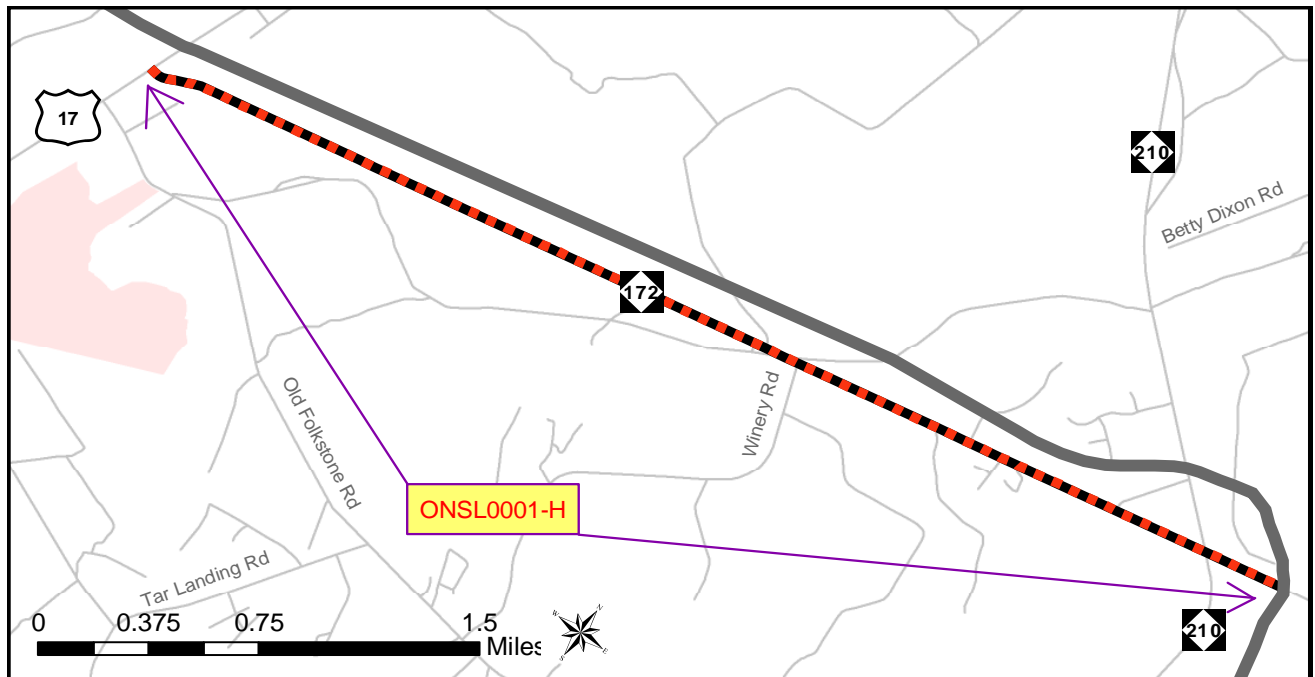 17
210
Betty Dixon Rd
172
Winery Rd
Old Folkstone Rd
ONSL0001-H
Tar Landing Rd
0 0.375 0.75 1.5
Miles
N
W
E
S
210